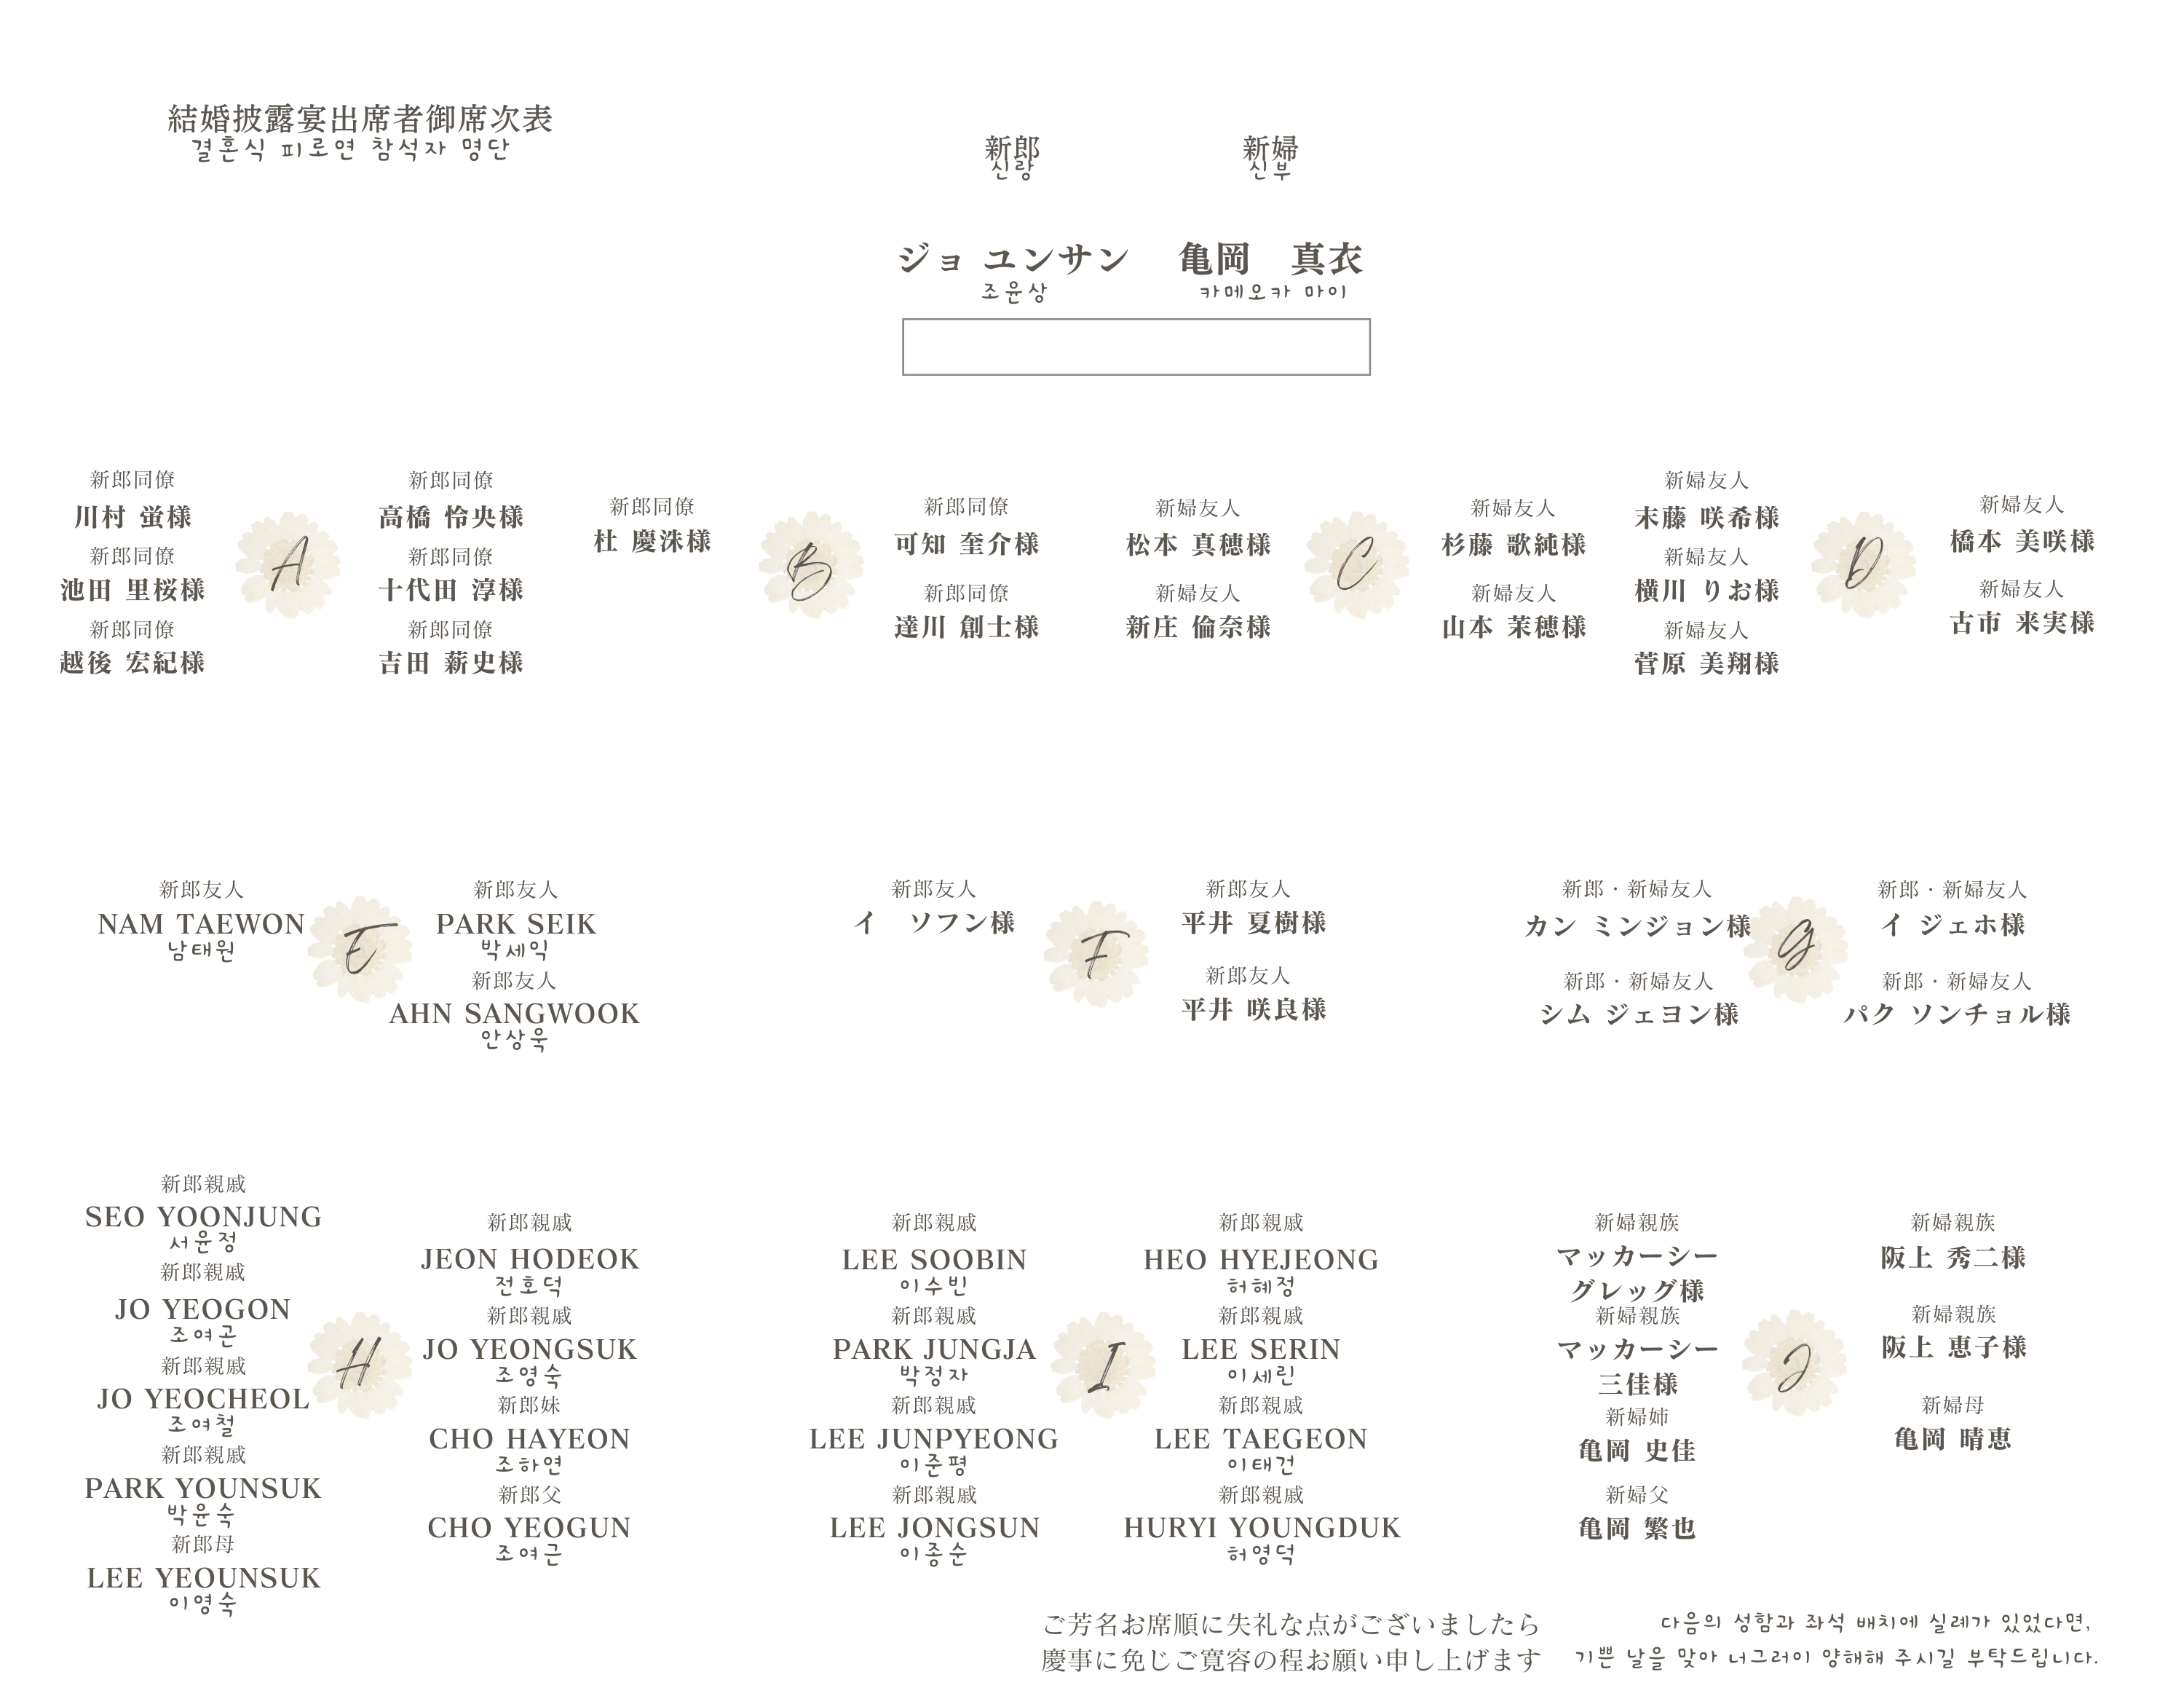 結婚披露宴出席者御席次表
결혼식 피로연 참석자 명단
新郎
신랑
ジョ ユンサン
조윤상
新婦
신부
亀岡　真衣
카메오카 마이
新郎同僚
川村 蛍様
新郎同僚
池田 里桜様
新郎同僚
越後 宏紀様
A
新郎同僚
高橋 怜央様
新郎同僚
十代田 淳様
新郎同僚
吉田 薪史様
新郎同僚
杜 慶洙様
B
新郎同僚
可知 奎介様
新郎同僚
達川 創士様
新婦友人
松本 真穂様
新婦友人
新庄 倫奈様
C
新婦友人
杉藤 歌純様
新婦友人
山本 茉穂様
新婦友人
末藤 咲希様
新婦友人
横川 りお様
新婦友人
菅原 美翔様
D
新婦友人
橋本 美咲様
新婦友人
古市 来実様
新郎友人
NAM TAEWON
남태원
E
新郎友人
PARK SEIK
박세익
新郎友人
AHN SANGWOOK
안상욱
新郎友人
イ　ソフン様
F
新郎友人
平井 夏樹様
新郎友人
平井 咲良様
新郎・新婦友人
カン ミンジョン様
新郎・新婦友人
シム ジェヨン様
G
新郎・新婦友人
イ ジェホ様
新郎・新婦友人
パク ソンチョル様
新郎親戚
SEO YOONJUNG
서윤정
新郎親戚
JO YEOGON
조여곤
新郎親戚
JO YEOCHEOL
조여철
新郎親戚
PARK YOUNSUK
박윤숙
新郎母
LEE YEOUNSUK
이영숙
H
新郎親戚
JEON HODEOK
전호덕
新郎親戚
JO YEONGSUK
조영숙
新郎妹
CHO HAYEON
조하연
新郎父
CHO YEOGUN
조여근
新郎親戚
LEE SOOBIN
이수빈
新郎親戚
PARK JUNGJA
박정자
新郎親戚
LEE JUNPYEONG
이준평
新郎親戚
LEE JONGSUN
이종순
I
新郎親戚
HEO HYEJEONG
허혜정
新郎親戚
LEE SERIN
이세린
新郎親戚
LEE TAEGEON
이태건
新郎親戚
HURYI YOUNGDUK
허영덕
新婦親族
マッカーシー
グレッグ様
新婦親族
マッカーシー
三佳様
新婦姉
亀岡 史佳
新婦父
亀岡 繁也
J
新婦親族
阪上 秀二様
新婦親族
阪上 恵子様
新婦母
亀岡 晴恵
ご芳名お席順に失礼な点がございましたら
慶事に免じご寛容の程お願い申し上げます
다음의 성함과 좌석 배치에 실례가 있었다면,
기쁜 날을 맞아 너그러이 양해해 주시길 부탁드립니다.